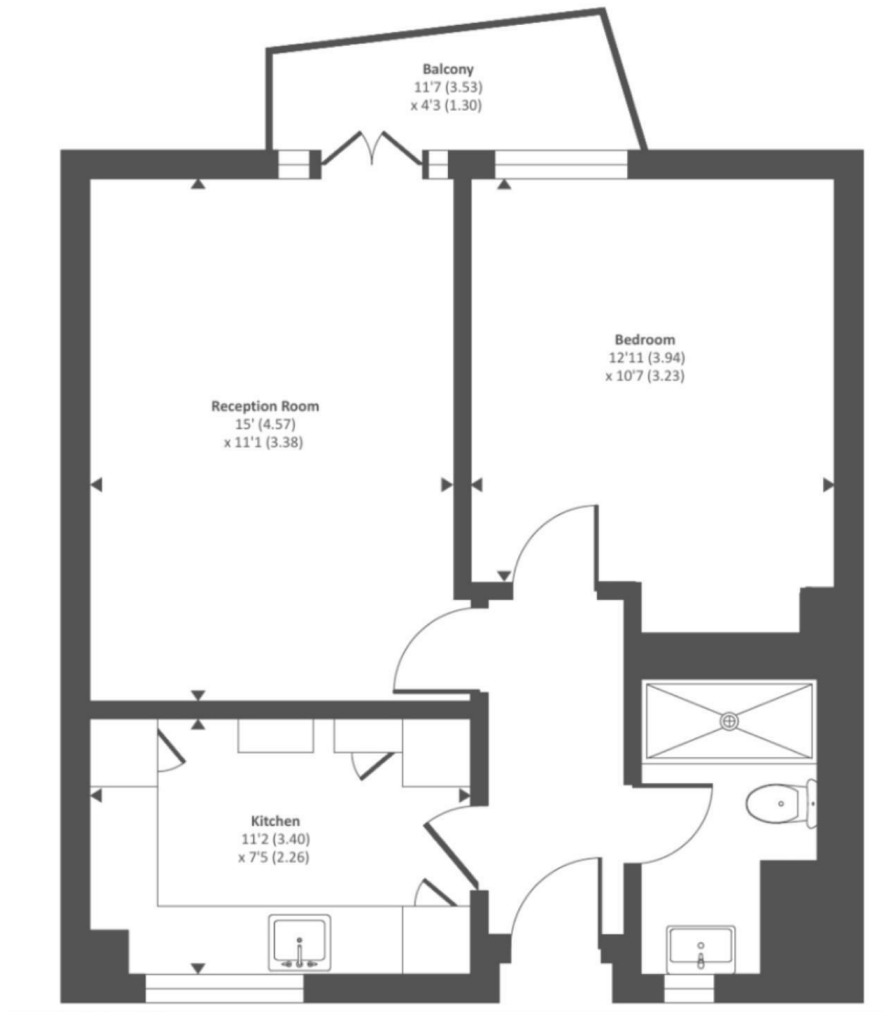 Balcony
11'7 (3.53)
x 4'3 (1.30)
Bedroom
12'11 (3.94)
x 10'7 (3.23)
Reception Room
15' (4.57)
x 11'1 (3.38)
Kitchen
11'2 (3.40)
x 7'5 (2.26)